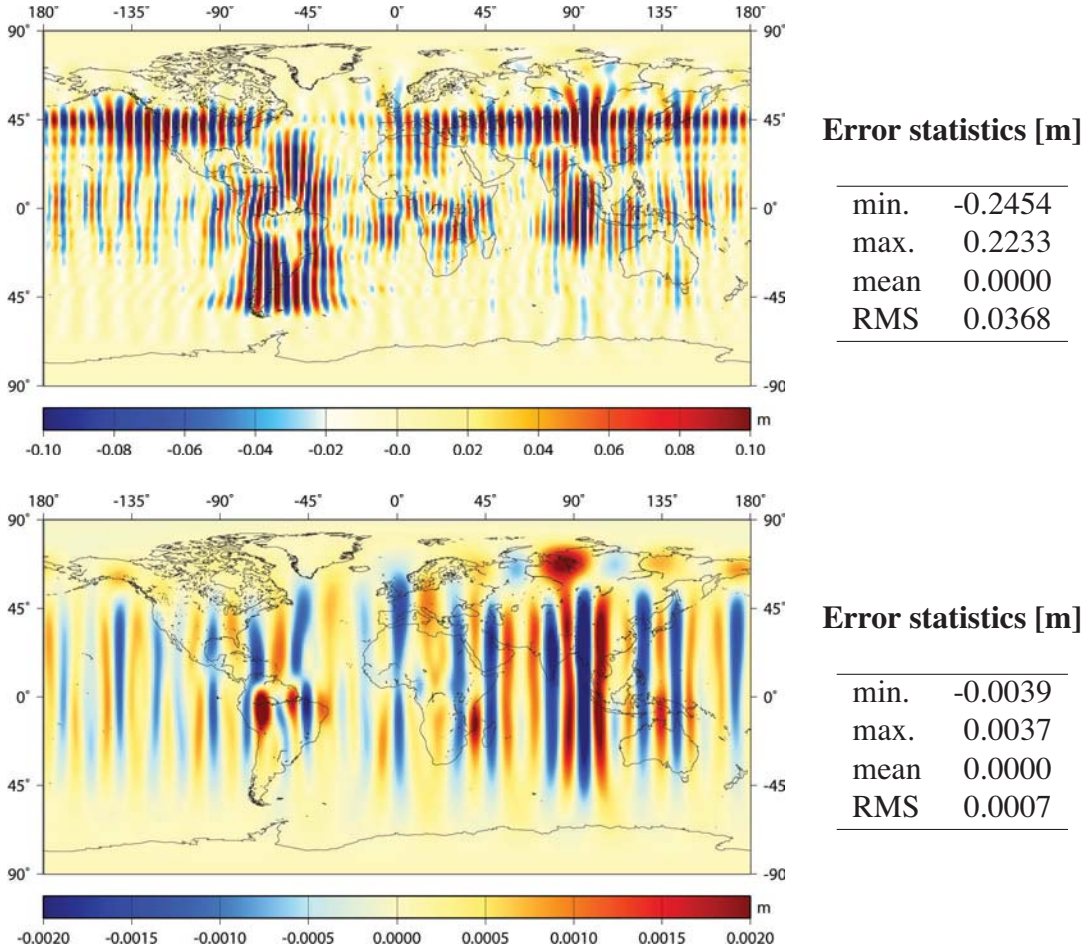 180° -135° -90° -45° 0° 45° 90° 135° 180°
90° 90°
45° 45°
0° 0°
45° 45°
90° -90
-0.10 -0.08 -0.06 -0.04 -0.02 -0.0 0.02 0.04 0.06 0.08 0.10
m
Error statistics [m]
min. -0.2454
max. 0.2233
mean 0.0000
RMS 0.0368
180° -135° -90° -45° 0° 45° 90° 135° 180°
90° 90°
45° 45°
0° 0°
45° 45°
90° -90
-0.0020 -0.0015 -0.0010 -0.0005 0.0000 0.0005 0.0010 0.0015 0.0020
m
Error statistics [m]
min. -0.0039
max. 0.0037
mean 0.0000
RMS 0.0007